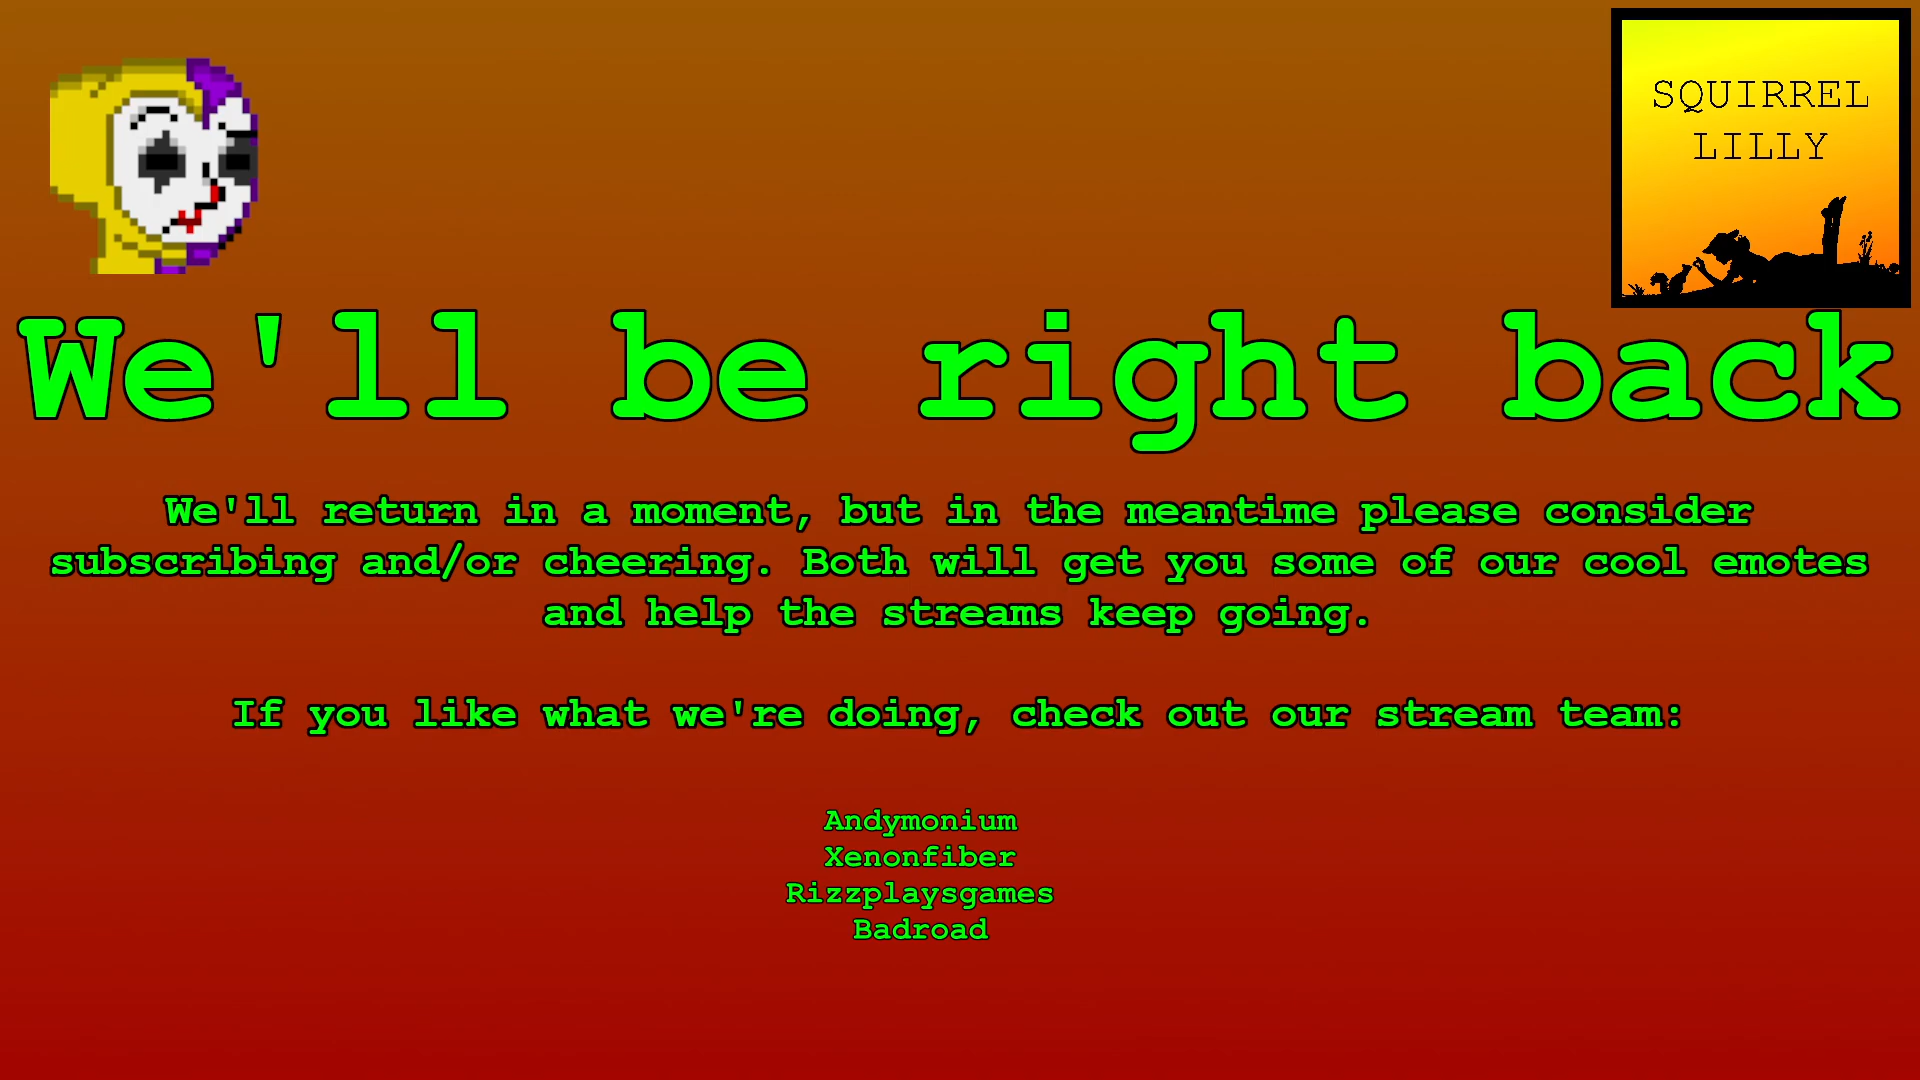 SQUIRREL
LILLY
We'll be right back
We'll return in a moment, but in the meantime please consider
subscribing and/or cheering. Both will get you some of our cool emotes
and help the streams keep going.
If you like what we're doing, check out our stream team:
Andymonium
Xenonfiber
Rizzplaysgames
Badroad